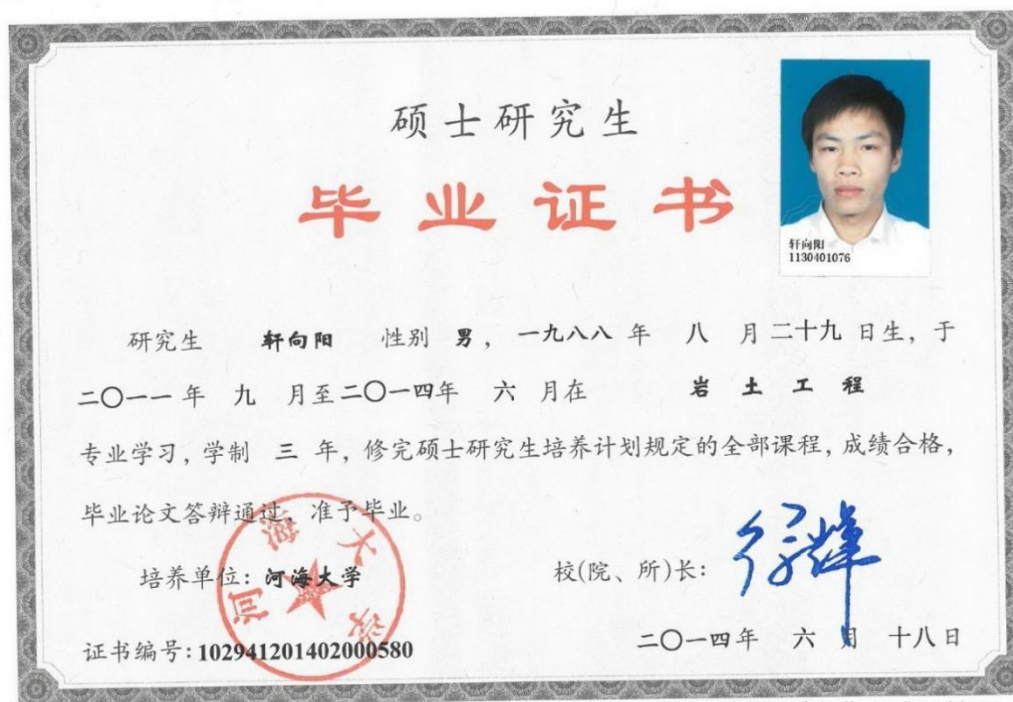 硕士研究生
毕业证书
轩向阳
1130401076
研究生 轩向阳 性别 男，一九八八 年 八 月二十九 日生，于
二〇一一 年 九 月至二〇一四年 六 月在 岩土工程
专业学习，学制 三 年，修完硕士研究生培养计划规定的全部课程，成绩合格，
毕业论文答辩通过，准予毕业。
培养单位：河海大学
校(院、所)长：
河海大学
证书编号：102941201402000580
二〇一四年 六 月 十八日